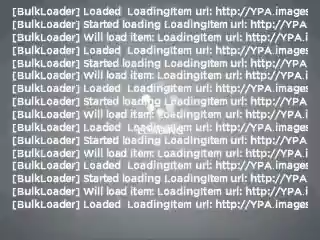 [BulkLoader] Loaded LoadingItem url: http://YPA.images
[BulkLoader] Started loading LoadingItem url: http://YPA
[BulkLoader] Will load item: LoadingItem url: http://YPA.i
[BulkLoader] Loaded LoadingItem url: http://YPA.images
[BulkLoader] Started loading LoadingItem url: http://YPA
[BulkLoader] Will load item: LoadingItem url: http://YPA.i
[BulkLoader] Loaded LoadingItem url: http://YPA.images
[BulkLoader] Started loading LoadingItem url: http://YPA
[BulkLoader] Will load item: LoadingItem url: http://YPA.i
[BulkLoader] Loaded LoadingItem url: http://YPA.images
[BulkLoader] Started loading LoadingItem url: http://YPA
[BulkLoader] Will load item: LoadingItem url: http://YPA.i
[BulkLoader] Loaded LoadingItem url: http://YPA.images
[BulkLoader] Started loading LoadingItem url: http://YPA
[BulkLoader] Will load item: LoadingItem url: http://YPA.i
[BulkLoader] Loaded LoadingItem url: http://YPA.images